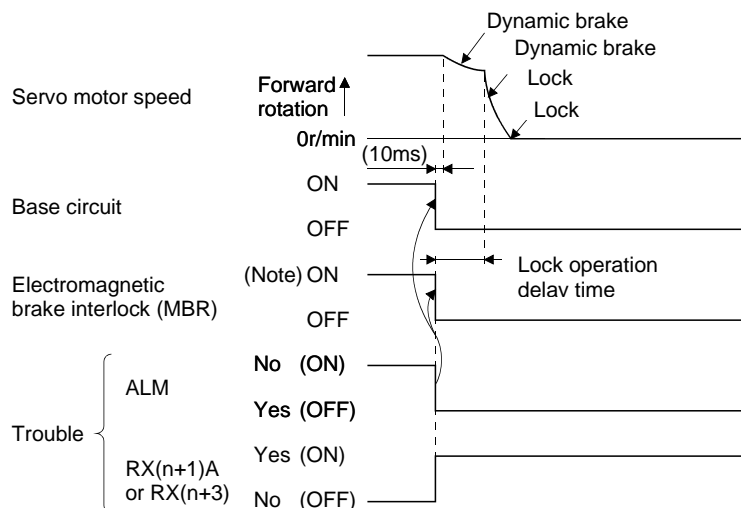 Dynamic brake
Dynamic brake
Lock
Lock
Servo motor speed
Forward
rotation
0r/min
(10ms)
Base circuit
ON
OFF
Electromagnetic
brake interlock (MBR)
(Note) ON
OFF
Lock operation
delav time
Trouble
ALM
No (ON)
Yes (OFF)
RX(n+1)A
or RX(n+3)
Yes (ON)
No (OFF)